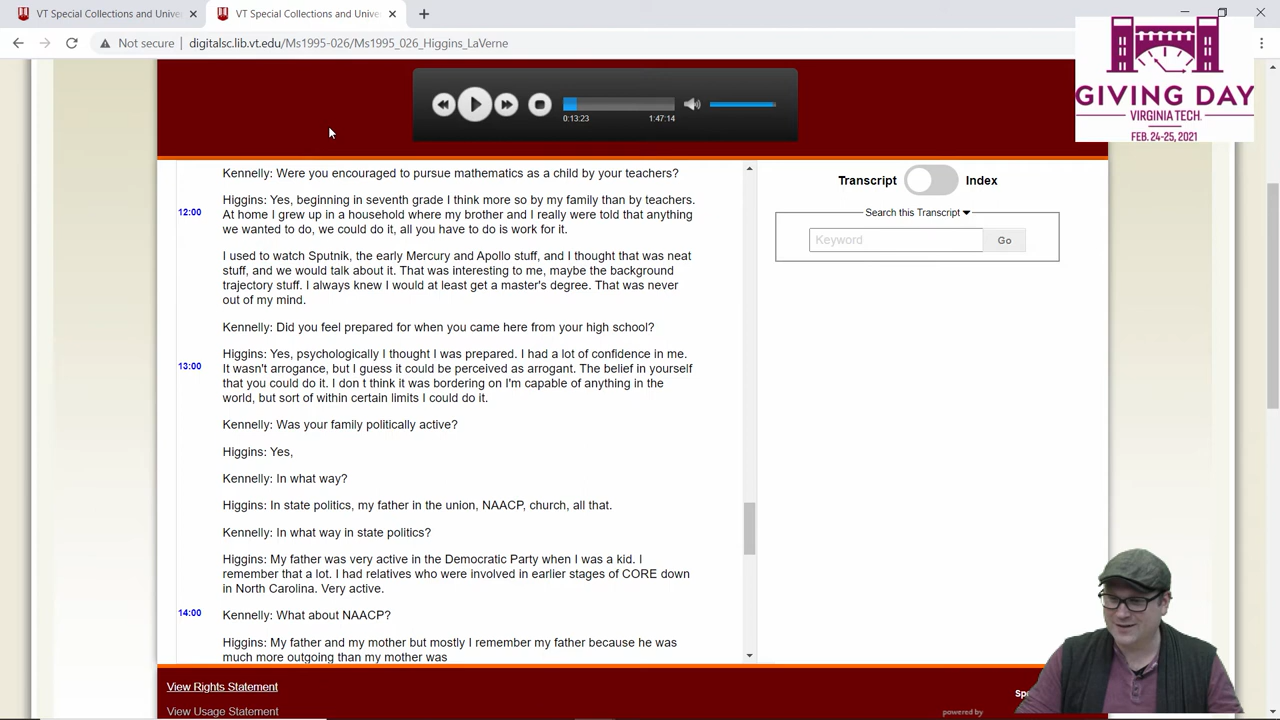 VT Special Collections and Unive
VT Special Collections and Unive
Not secure
digitalsc.lib.vt.edu/Ms1995-026/Ms1995_026_Higgins_LaVerne
GIVING DAY
VIRGINIA TECH.
FEB. 24-25, 2021
0:13:23
1:47:14
Kennelly: Were you encouraged to pursue mathematics as a child by your teachers?
Transcript
Index
12:00
Higgins: Yes, beginning in seventh grade I think more so by my family than by teachers.
At home I grew up in a household where my brother and I really were told that anything
we wanted to do, we could do it, all you have to do is work for it.
Search this Transcript
Keyword
Go
I used to watch Sputnik, the early Mercury and Apollo stuff, and I thought that was neat
stuff, and we would talk about it. That was interesting to me, maybe the background
trajectory stuff. I always knew I would at least get a master's degree. That was never
out of my mind.
Kennelly: Did you feel prepared for when you came here from your high school?
13:00
Higgins: Yes, psychologically I thought I was prepared. I had a lot of confidence in me.
It wasn't arrogance, but I guess it could be perceived as arrogant. The belief in yourself
that you could do it. I don t think it was bordering on I'm capable of anything in the
world, but sort of within certain limits I could do it.
Kennelly: Was your family politically active?
Higgins: Yes,
Kennelly: In what way?
Higgins: In state politics, my father in the union, NAACP, church, all that.
Kennelly: In what way in state politics?
Higgins: My father was very active in the Democratic Party when I was a kid. I
remember that a lot. I had relatives who were involved in earlier stages of CORE down
in North Carolina. Very active.
14:00
Kennelly: What about NAACP?
Higgins: My father and my mother but mostly I remember my father because he was
much more outgoing than my mother was
View Rights Statement
View Usage Statement
powered by